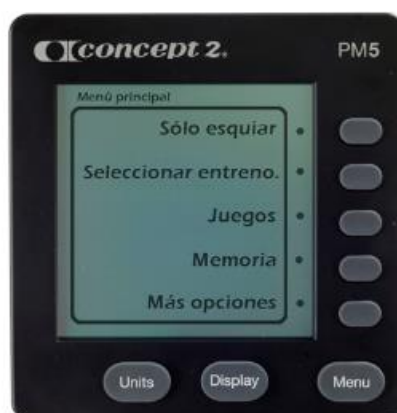 concept 2.
PM5
Menú principal
Sólo esquiar
Seleccionar entreno.
Juegos
Memoria
Más opciones
Units
Display
Menu